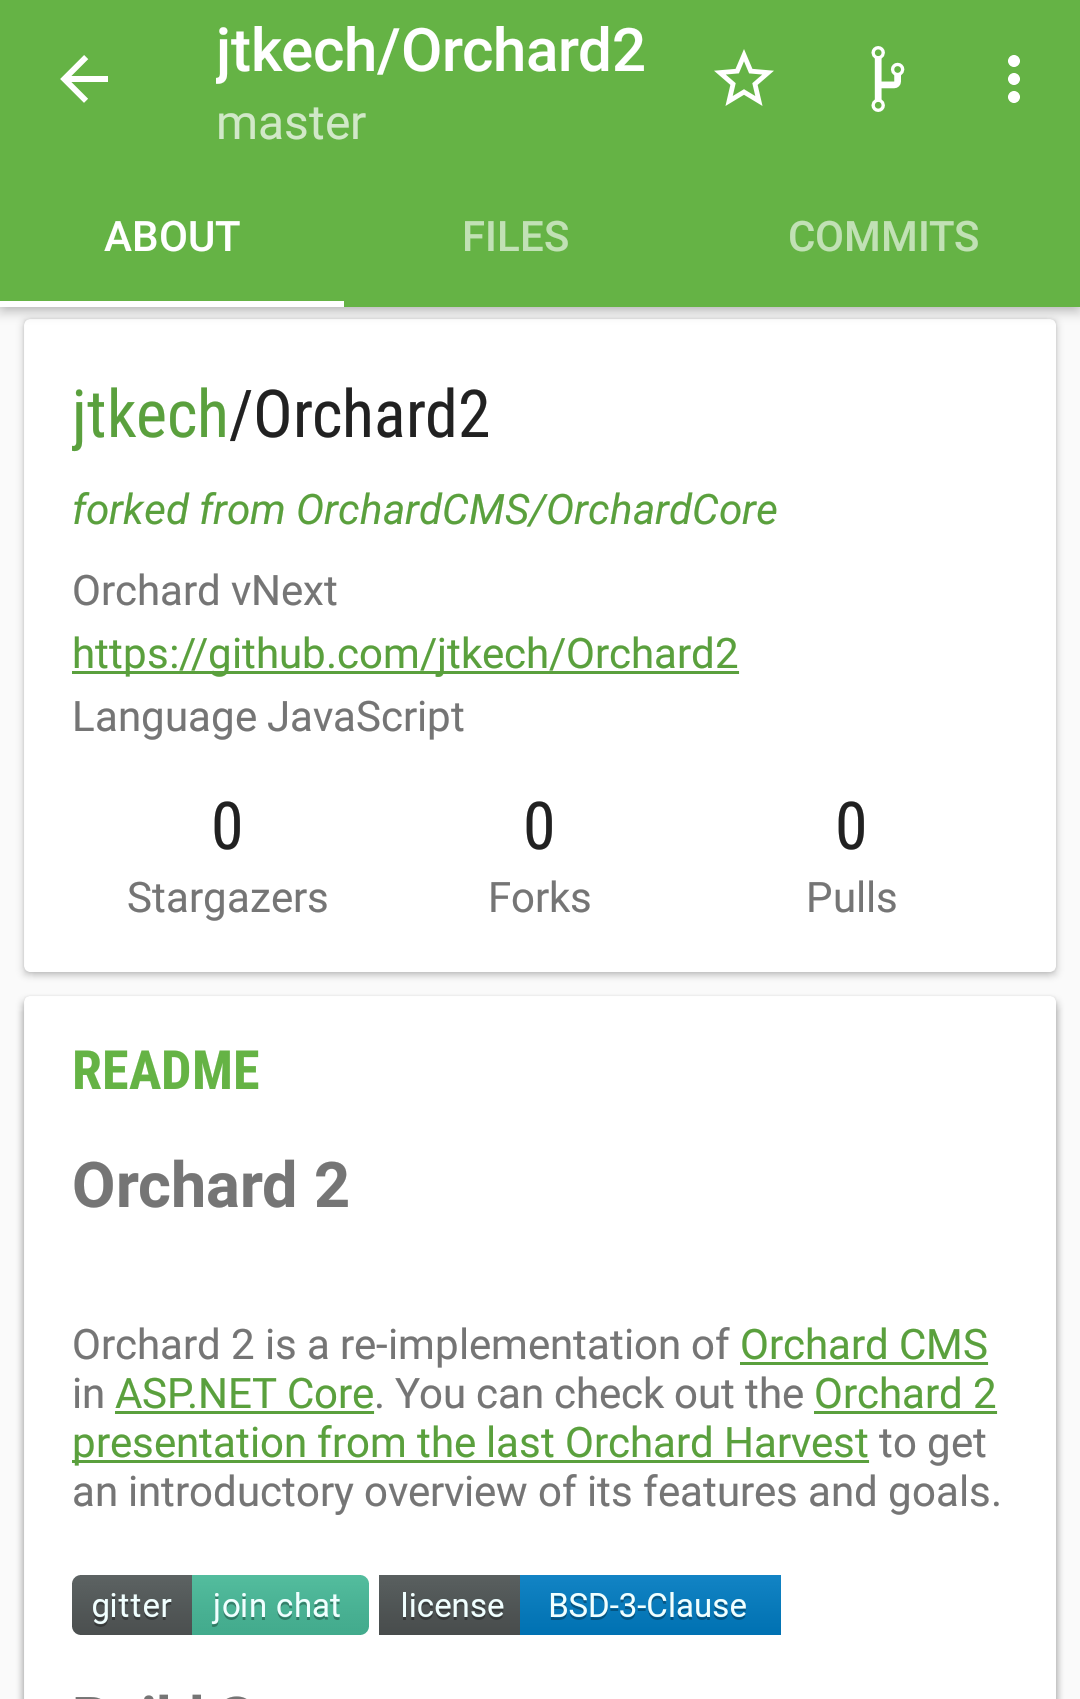 jtkech/Orchard2
master
ABOUT
FILES
COMMITS
jtkech/Orchard2
forked from OrchardCMS/OrchardCore
Orchard vNext
https://github.com/jtkech/Orchard2
Language JavaScript
0
Stargazers
0
Forks
0
Pulls
README
Orchard 2
Orchard 2 is a re-implementation of Orchard CMS
in ASP.NET Core. You can check out the Orchard 2
presentation from the last Orchard Harvest to get
an introductory overview of its features and goals.
gitter join chat license BSD-3-Clause